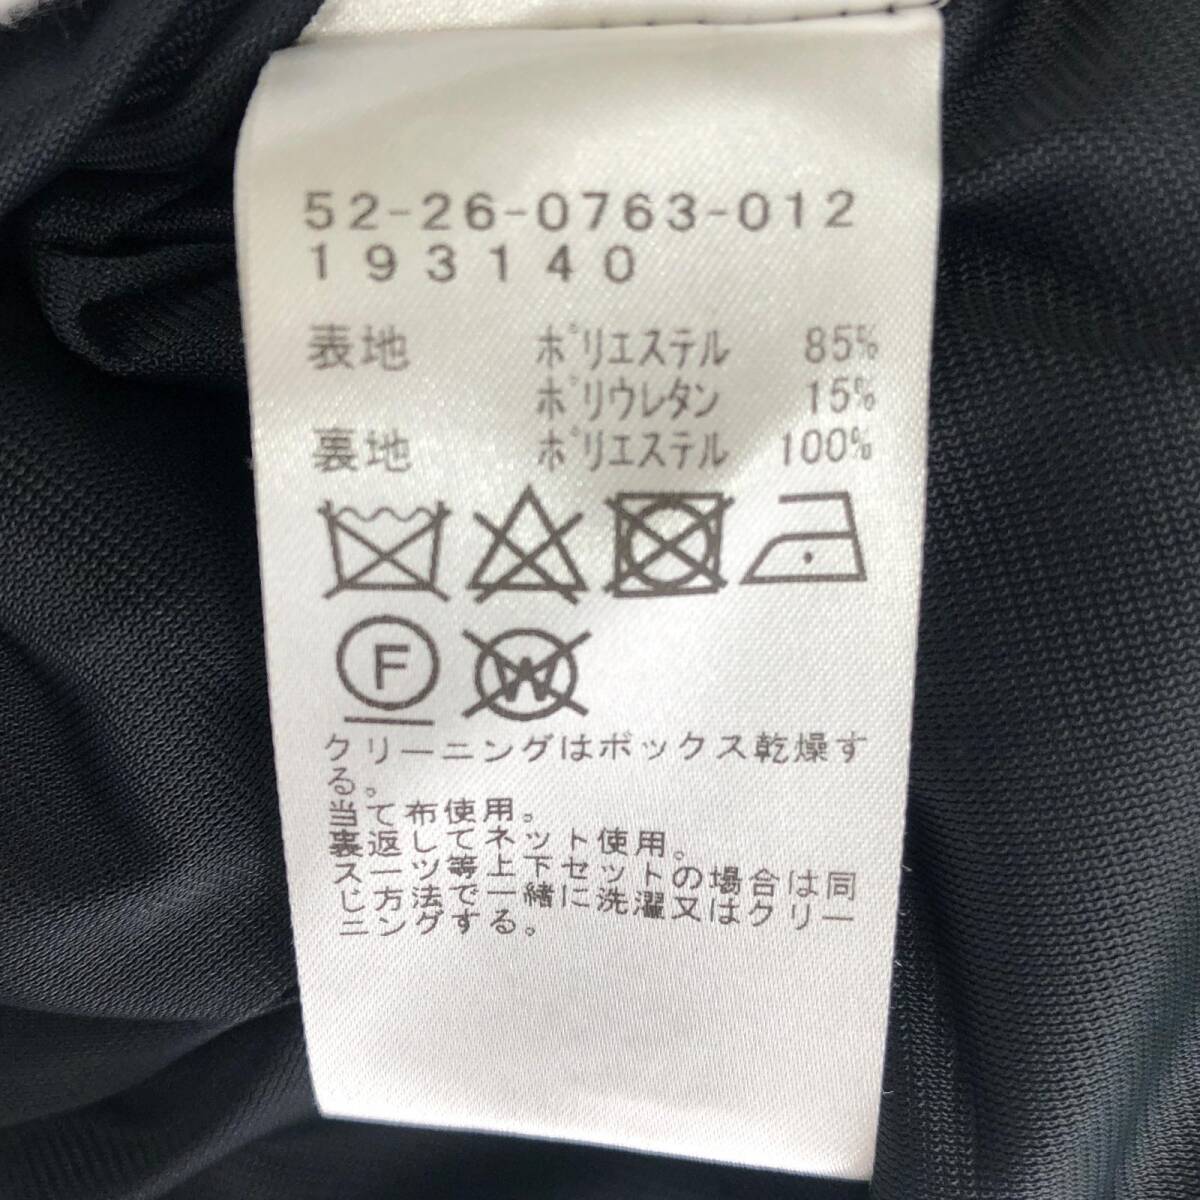 52-26-0763-012
193140
表地 ポリエステル 85%
ポリウレタン 15%
裏地 ポリエステル 100%
F W
クリーニングはボックス乾燥す
る。
当て布使用。
裏返してネット使用。
スーツ等上下セットの場合は同
じ方法で一緒に洗濯又はクリー
ニングする。